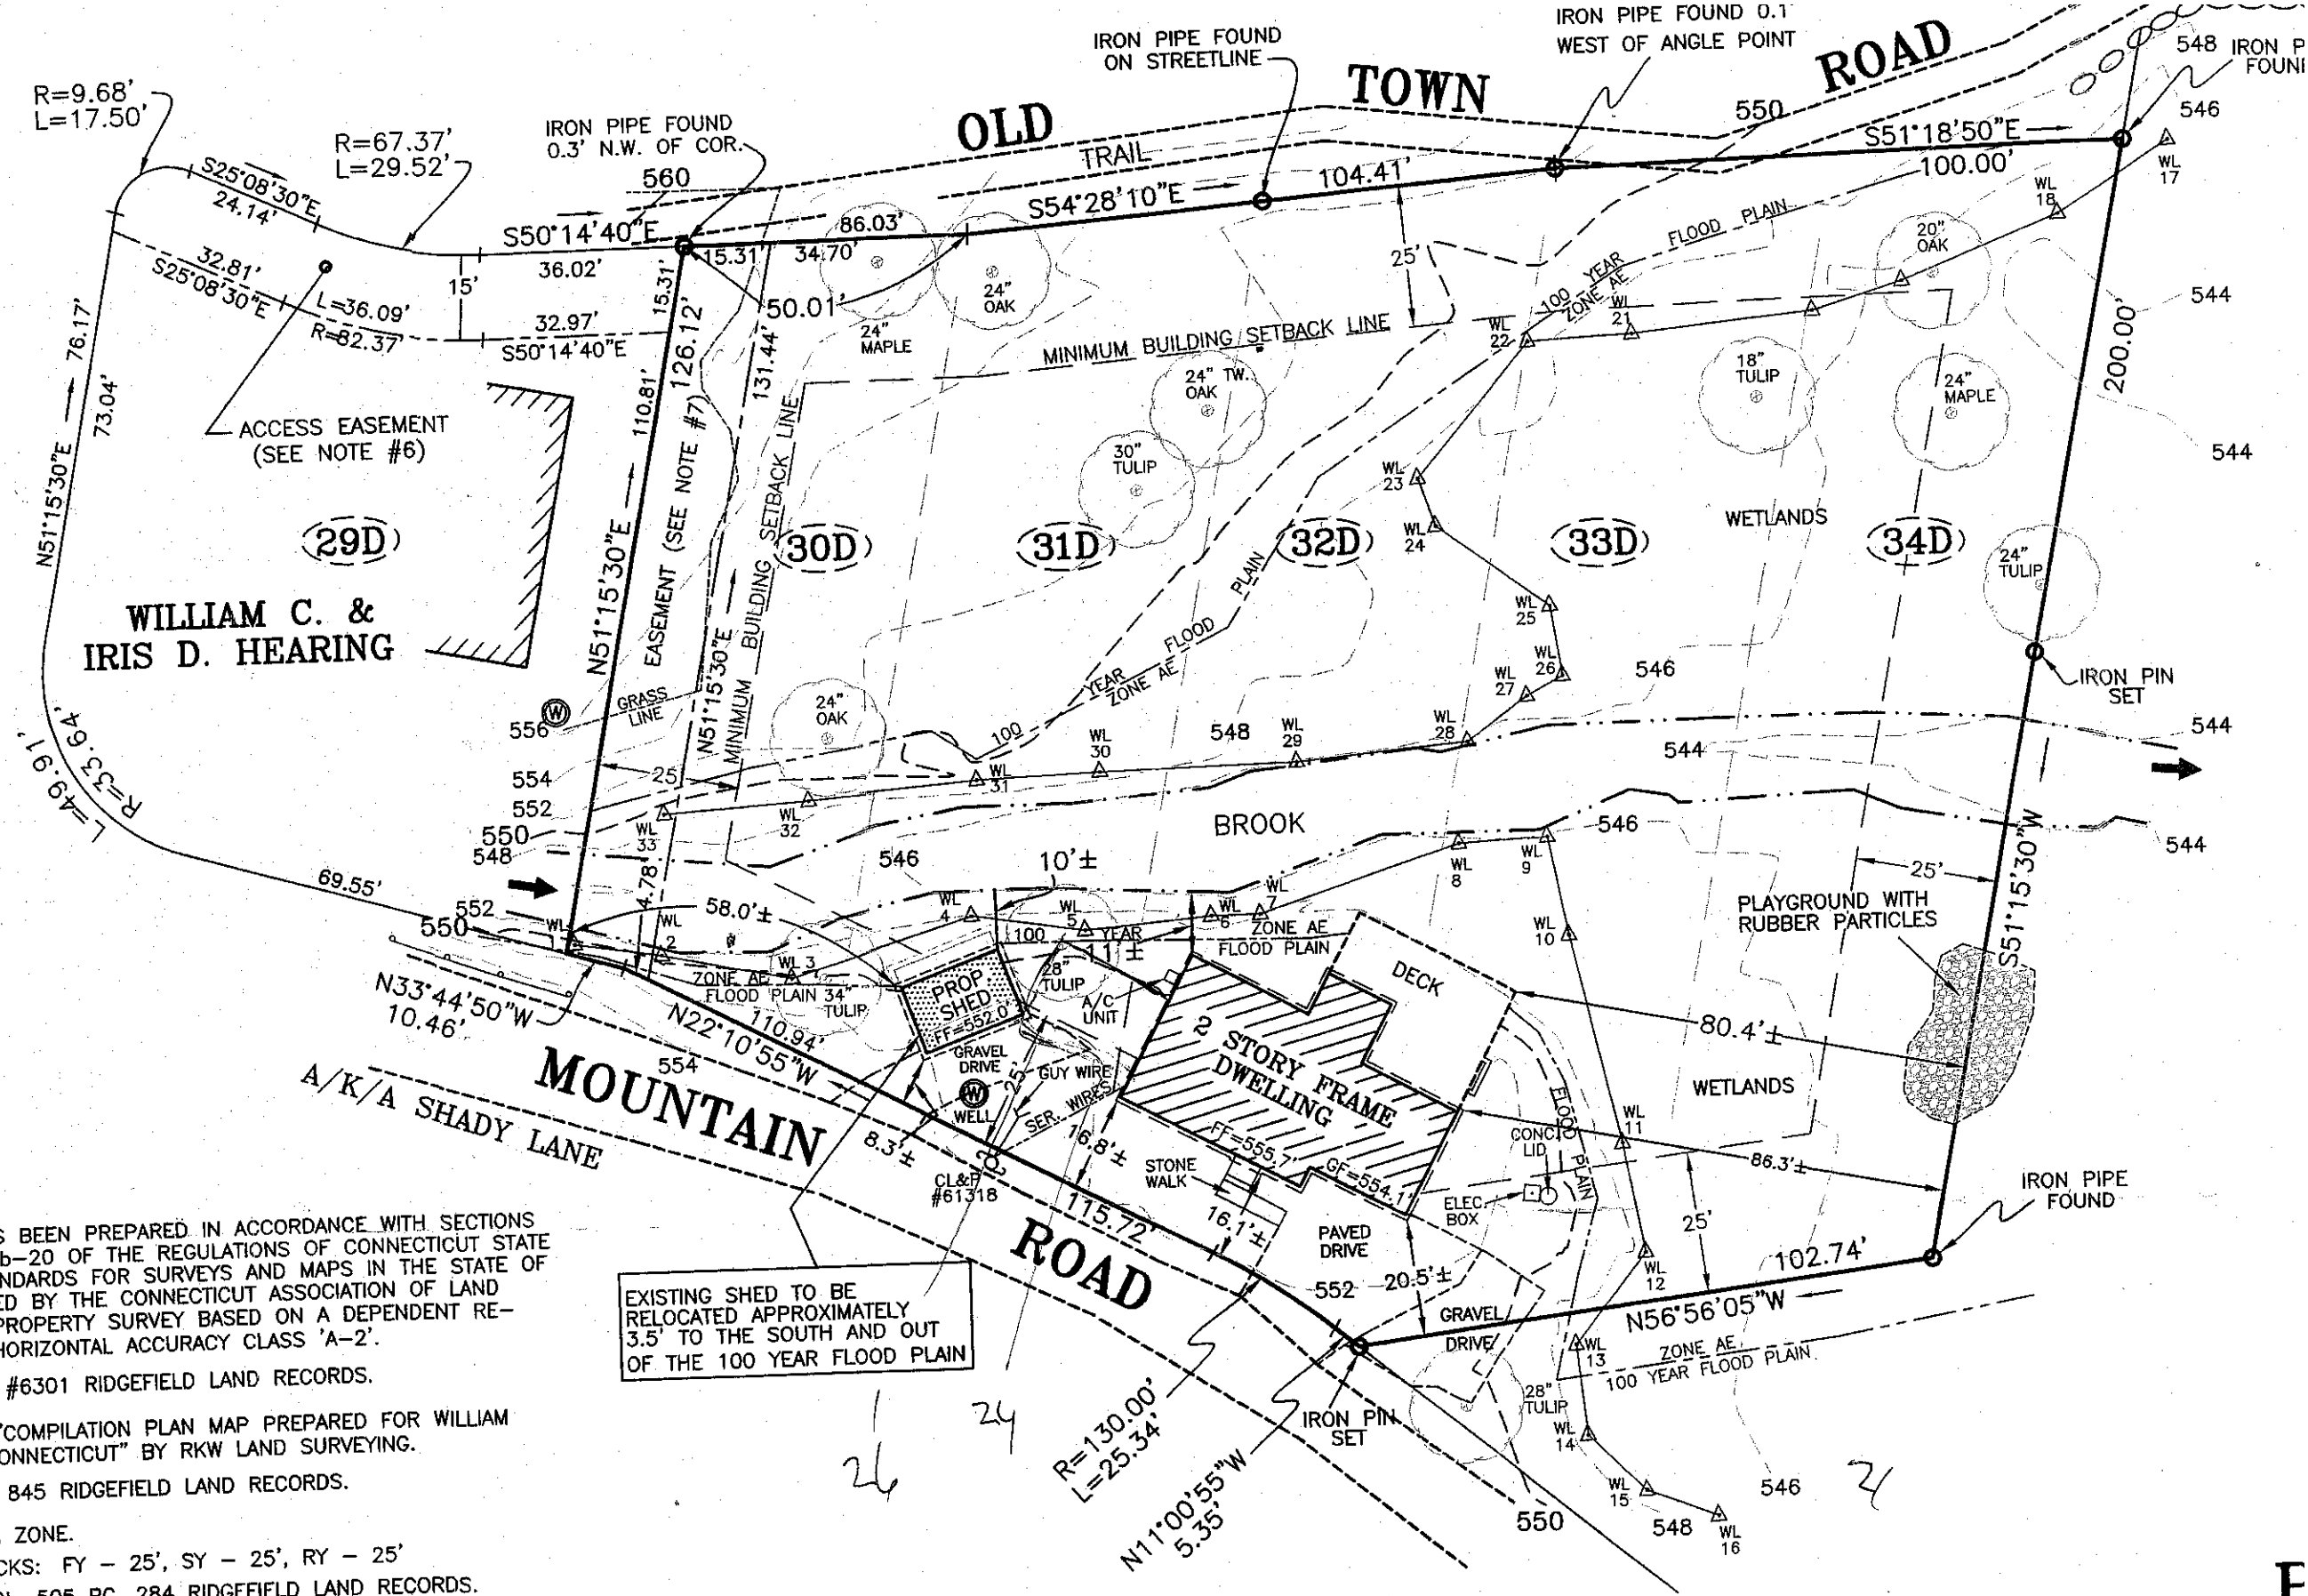 R=9.68'
L=17.50'
R=67.37'
L=29.52'
IRON PIPE FOUND
0.3' N.W. OF COR.
IRON PIPE FOUND
ON STREETLINE
IRON PIPE FOUND 0.1'
WEST OF ANGLE POINT
OLD TOWN ROAD
TRAIL
548
IRON P
FOUN
546
550
560
S51°18'50"E
100.00'
S54°28'10"E
104.41'
86.03'
S50°14'40"E
36.02'
15.31'
34.70'
50.01'
S25°08'30"E
24.14'
32.81'
S25°08'30"E
L=36.09'
R=82.37'
15'
32.97'
S50°14'40"E
15.31'
126.12'
110.81'
131.44'
N51°15'30"E
76.17'
73.04'
ACCESS EASEMENT
(SEE NOTE #6)
EASEMENT (SEE NOTE #7)
N51°15'30"E
N51°15'30"E
MINIMUM BUILDING SETBACK LINE
MINIMUM BUILDING SETBACK LINE
25'
24"
MAPLE
24"
OAK
24" TW.
OAK
30"
TULIP
18"
TULIP
20"
OAK
24"
MAPLE
24"
TULIP
24"
OAK
100 YEAR FLOOD PLAIN
ZONE AE
WL
17
WL
18
WL
21
WL
22
WL
23
WL
24
WL
25
WL
26
WL
27
WL
28
WL
29
WL
30
WL
31
WL
32
WL
33
544
544
200.00'
29D
30D
31D
32D
33D
34D
WETLANDS
WILLIAM C. &
IRIS D. HEARING
GRASS
LINE
100 YEAR FLOOD PLAIN
ZONE AE
IRON PIN
SET
556
554
552
550
548
546
548
546
544
544
544
546
25
BROOK
L=49.91'
R=33.64'
69.55'
552
550
4.78'
58.0'±
10'±
11'±
WL
1
WL
2
WL 3
WL
4
WL
5
WL
6
WL
7
WL
8
WL
9
WL
10
WL
11
WL
12
WL
13
WL
14
WL
15
WL
16
ZONE AE
FLOOD PLAIN
34"
TULIP
100 YEAR
ZONE AE
FLOOD PLAIN
28"
TULIP
A/C
UNIT
PROP
SHED
FF=552.0'
GRAVEL
DRIVE
W
WELL
25'
GUY WIRE
SER. WIRES
DECK
2 STORY FRAME
DWELLING
FF=555.7'
GF=554.1'
80.4'±
86.3'±
25'
S51°15'30"W
PLAYGROUND WITH
RUBBER PARTICLES
WETLANDS
FLOOD PLAIN
CONC.
LID
ELEC.
BOX
IRON PIPE
FOUND
N33°44'50"W
10.46'
N22°10'55"W
110.94'
554
MOUNTAIN ROAD
A/K/A SHADY LANE
8.3'±
CL&P
#61318
16.8'±
STONE
WALK
16.1'±
PAVED
DRIVE
115.72'
552
20.5'±
25'
102.74'
N56°56'05"W
GRAVEL
DRIVE
ZONE AE
100 YEAR FLOOD PLAIN
28"
TULIP
IRON PIN
SET
R=130.00'
L=25.34'
N11°00'55"W
5.35'
550
548
546
EXISTING SHED TO BE
RELOCATED APPROXIMATELY
3.5' TO THE SOUTH AND OUT
OF THE 100 YEAR FLOOD PLAIN
26
24
S BEEN PREPARED IN ACCORDANCE WITH SECTIONS
b-20 OF THE REGULATIONS OF CONNECTICUT STATE
NDARDS FOR SURVEYS AND MAPS IN THE STATE OF
ED BY THE CONNECTICUT ASSOCIATION OF LAND
PROPERTY SURVEY BASED ON A DEPENDENT RE-
HORIZONTAL ACCURACY CLASS 'A-2'.
#6301 RIDGEFIELD LAND RECORDS.
"COMPILATION PLAN MAP PREPARED FOR WILLIAM
ONNECTICUT" BY RKW LAND SURVEYING.
845 RIDGEFIELD LAND RECORDS.
ZONE.
CKS: FY - 25', SY - 25', RY - 25'
505 PG. 284 RIDGEFIELD LAND RECORDS.